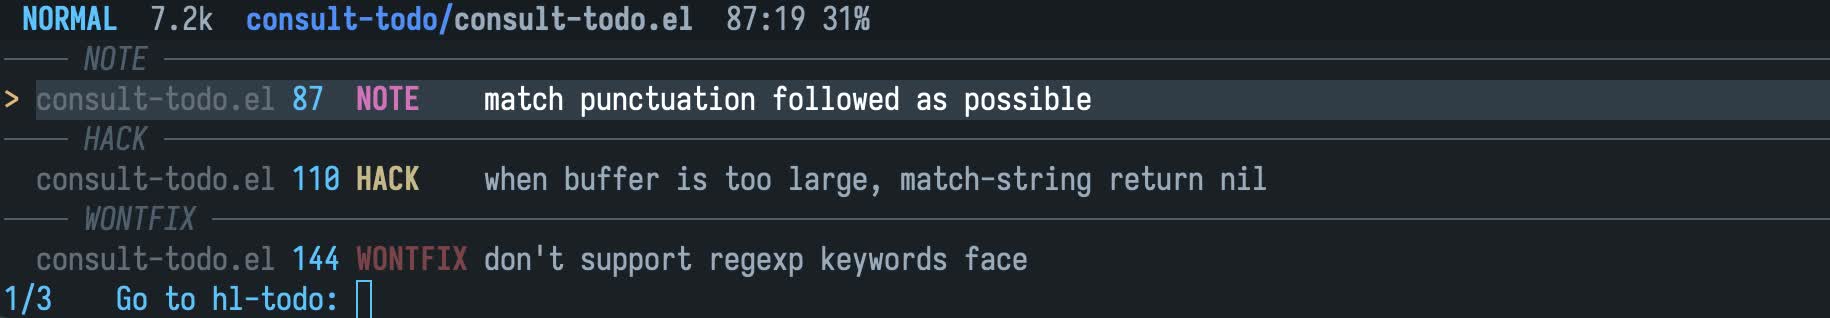 NORMAL 7.2k consult-todo/consult-todo.el 87:19 31%
NOTE
> consult-todo.el 87 NOTE match punctuation followed as possible
HACK
consult-todo.el 110 HACK when buffer is too large, match-string return nil
WONTFIX
consult-todo.el 144 WONTFIX don't support regexp keywords face
1/3 Go to hl-todo: